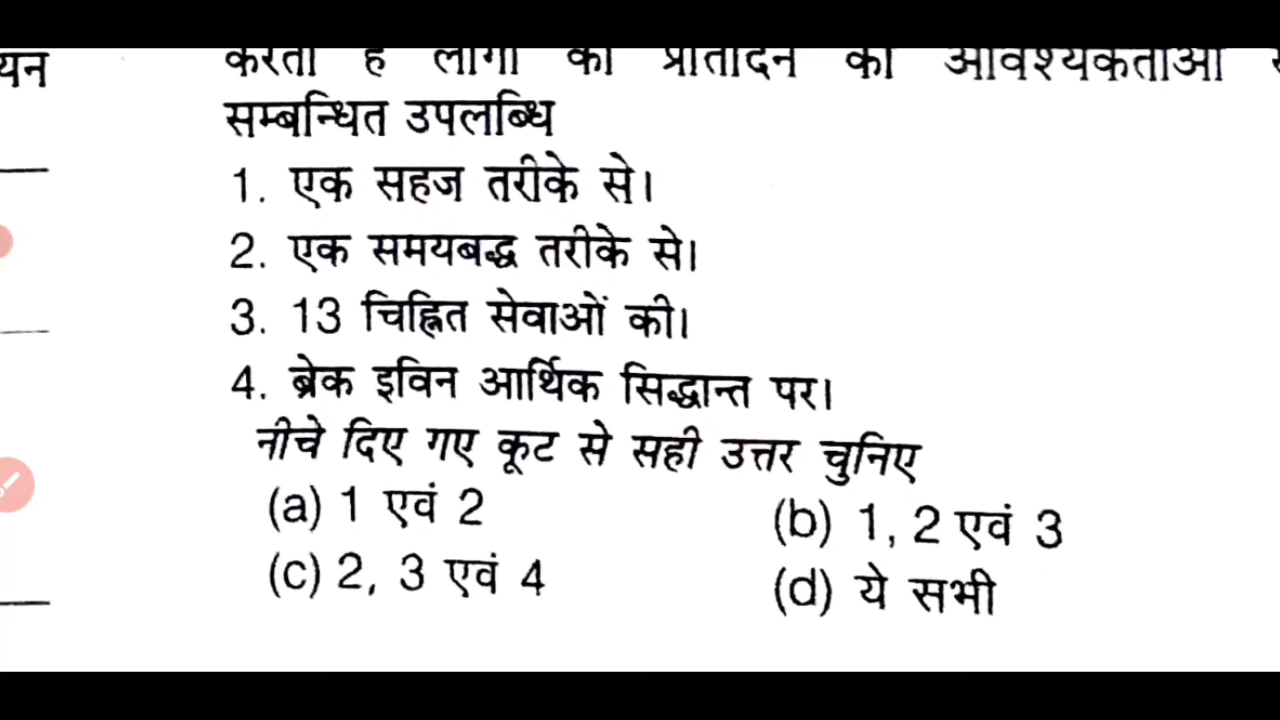 यन
करता है लोगों की प्रतिदिन की आवश्यकताओं
सम्बन्धित उपलब्धि
1. एक सहज तरीके से।
2. एक समयबद्ध तरीके से।
3. 13 चिह्नित सेवाओं की।
4. ब्रेक इविन आर्थिक सिद्धान्त पर।
नीचे दिए गए कूट से सही उत्तर चुनिए
(a) 1 एवं 2
(b) 1, 2 एवं 3
(c) 2, 3 एवं 4
(d) ये सभी